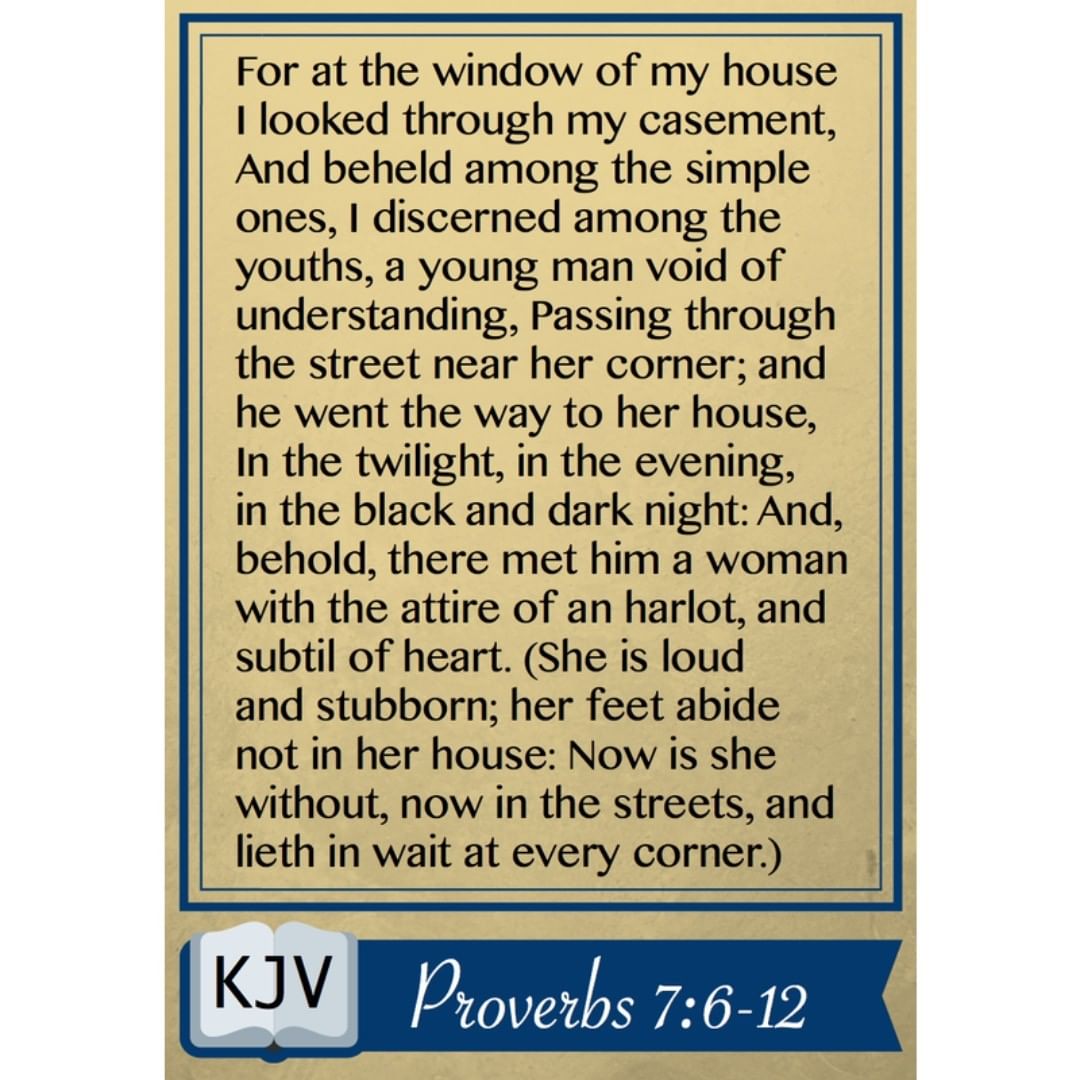 For at the window of my house
I looked through my casement,
And beheld among the simple
ones, I discerned among the
youths, a young man void of
understanding, Passing through
the street near her corner; and
he went the way to her house,
In the twilight, in the evening,
in the black and dark night: And,
behold, there met him a woman
with the attire of an harlot, and
subtil of heart. (She is loud
and stubborn; her feet abide
not in her house: Now is she
without, now in the streets, and
lieth in wait at every corner.)
KJV
Proverbs 7:6-12